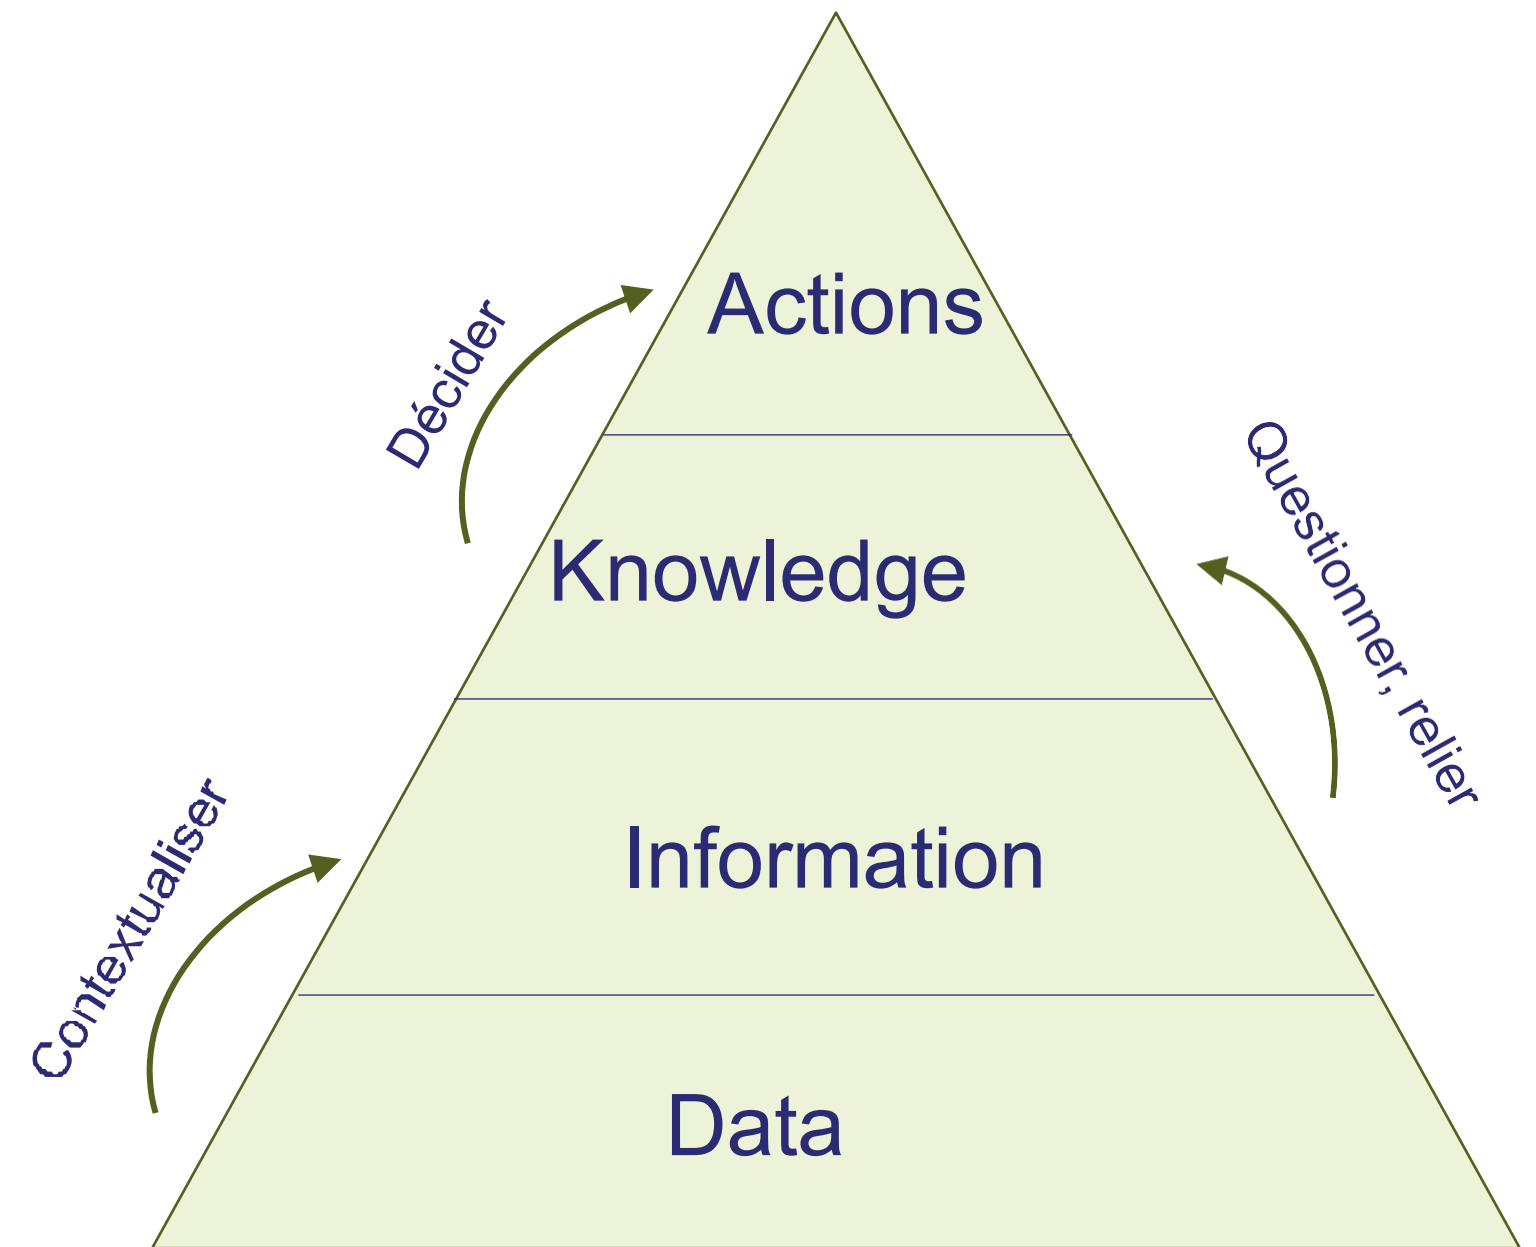 Actions
Décider
Questionner, relier
Knowledge
Contextualiser
Information
Data